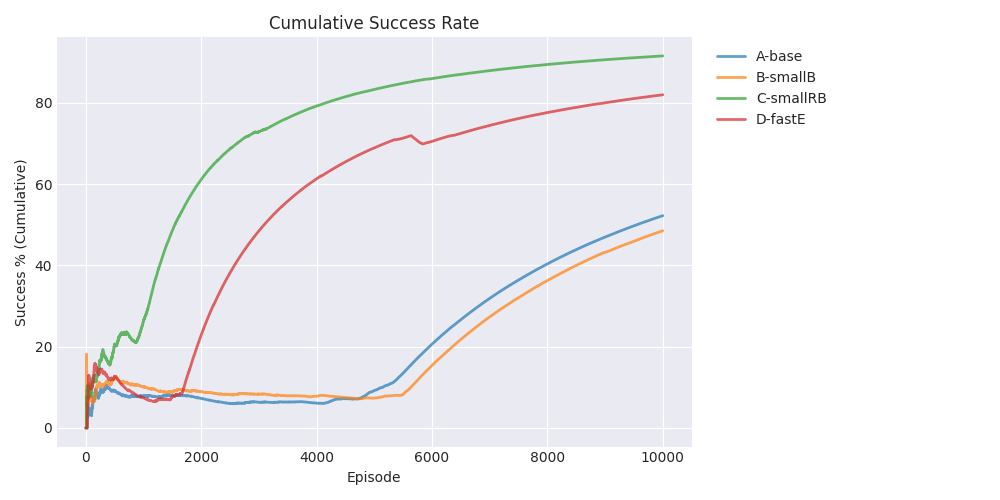 Cumulative Success Rate
A-base
B-smallB
C-smallRB
D-fastE
Success % (Cumulative)
80
60
40
20
0
0 2000 4000 6000 8000 10000
Episode